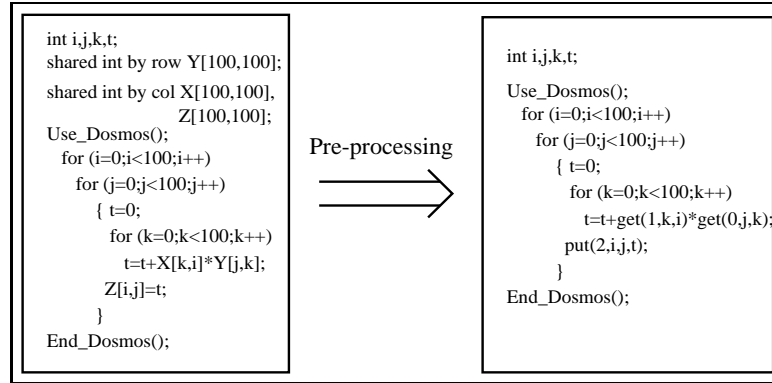 int i,j,k,t;
shared int by row Y[100,100];
shared int by col X[100,100],
Z[100,100];
Use_Dosmos();
for (i=0;i<100;i++)
for (j=0;j<100;j++)
{ t=0;
for (k=0;k<100;k++)
t=t+X[k,i]*Y[j,k];
Z[i,j]=t;
}
End_Dosmos();
Pre-processing
int i,j,k,t;
Use_Dosmos();
for (i=0;i<100;i++)
for (j=0;j<100;j++)
{ t=0;
for (k=0;k<100;k++)
t=t+get(1,k,i)*get(0,j,k);
put(2,i,j,t);
}
End_Dosmos();